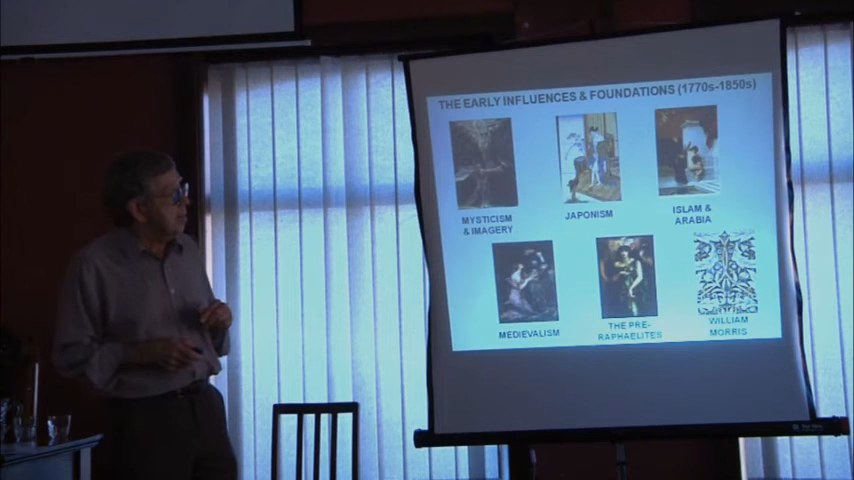 THE EARLY INFLUENCES & FOUNDATIONS (1770s-1850s)
MYSTICISM
& IMAGERY
JAPONISM
ISLAM &
ARABIA
MEDIEVALISM
THE PRE-
RAPHAELITES
WILLIAM
MORRIS